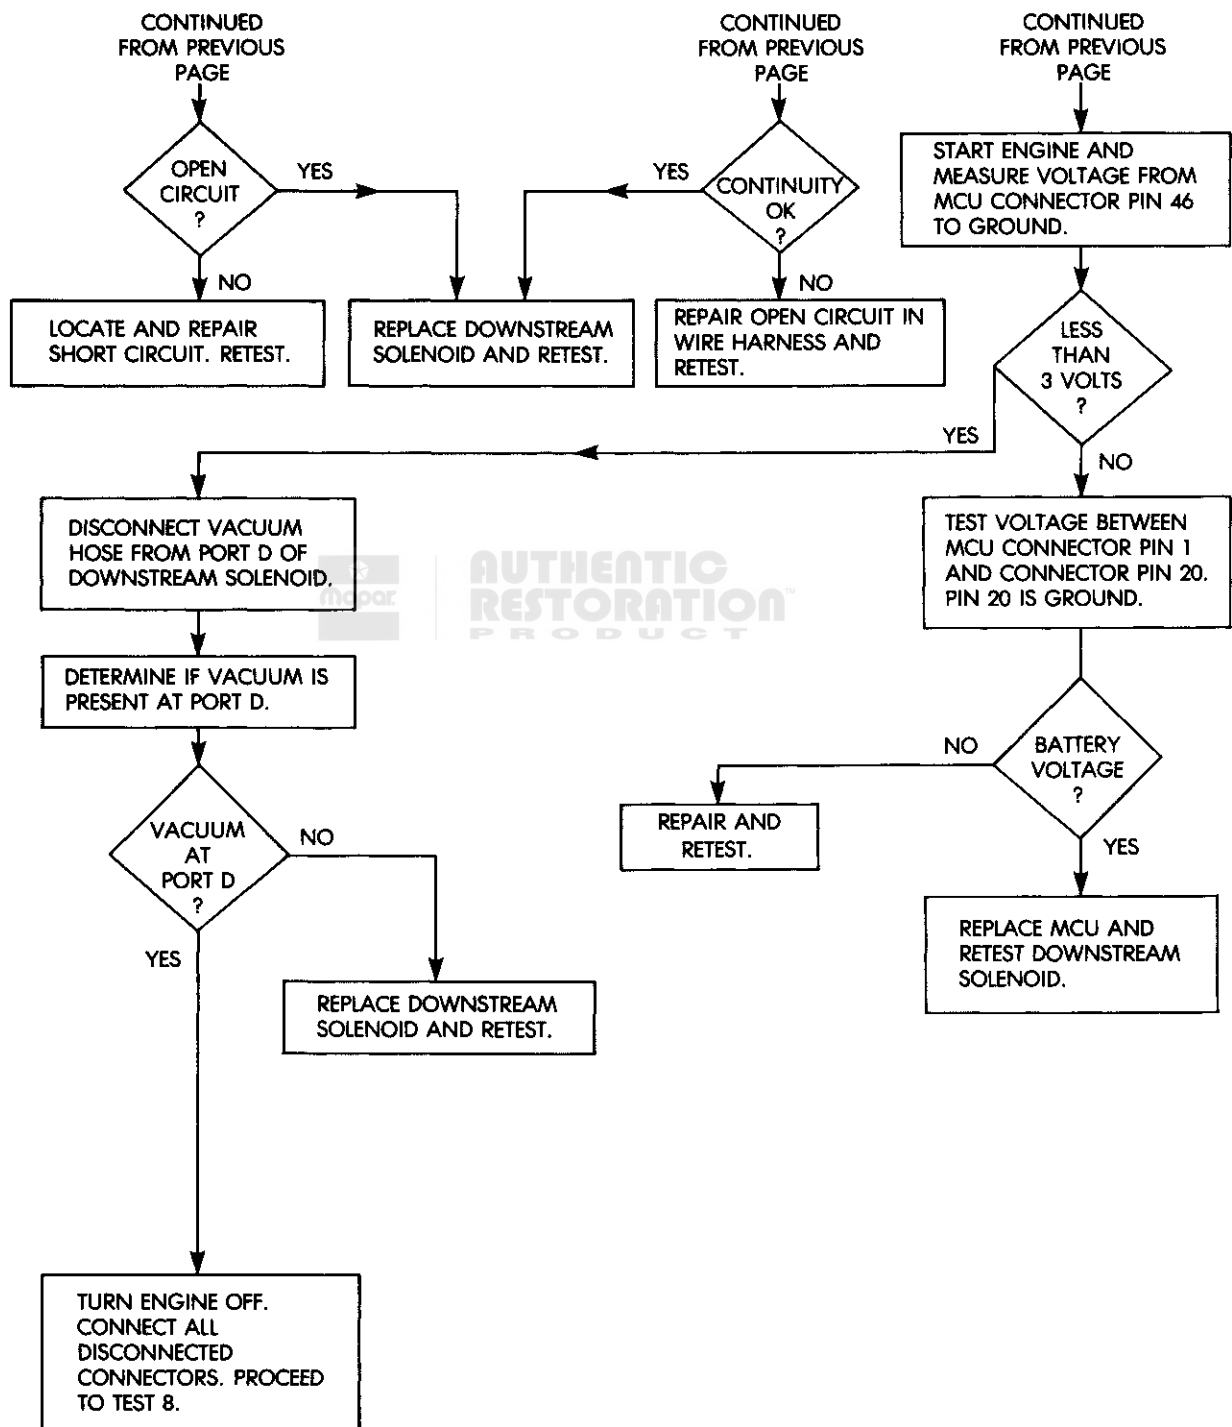 CONTINUED
FROM PREVIOUS
PAGE
CONTINUED
FROM PREVIOUS
PAGE
CONTINUED
FROM PREVIOUS
PAGE
OPEN
CIRCUIT
?
YES
NO
YES
CONTINUITY
OK
?
NO
START ENGINE AND
MEASURE VOLTAGE FROM
MCU CONNECTOR PIN 46
TO GROUND.
LOCATE AND REPAIR
SHORT CIRCUIT. RETEST.
REPLACE DOWNSTREAM
SOLENOID AND RETEST.
REPAIR OPEN CIRCUIT IN
WIRE HARNESS AND
RETEST.
LESS
THAN
3 VOLTS
?
YES
NO
DISCONNECT VACUUM
HOSE FROM PORT D OF
DOWNSTREAM SOLENOID.
TEST VOLTAGE BETWEEN
MCU CONNECTOR PIN 1
AND CONNECTOR PIN 20.
PIN 20 IS GROUND.
Mopar
AUTHENTIC
RESTORATION™
PRODUCT
DETERMINE IF VACUUM IS
PRESENT AT PORT D.
NO
BATTERY
VOLTAGE
?
YES
VACUUM
AT
PORT D
?
NO
YES
REPAIR AND
RETEST.
REPLACE MCU AND
RETEST DOWNSTREAM
SOLENOID.
REPLACE DOWNSTREAM
SOLENOID AND RETEST.
TURN ENGINE OFF.
CONNECT ALL
DISCONNECTED
CONNECTORS. PROCEED
TO TEST 8.